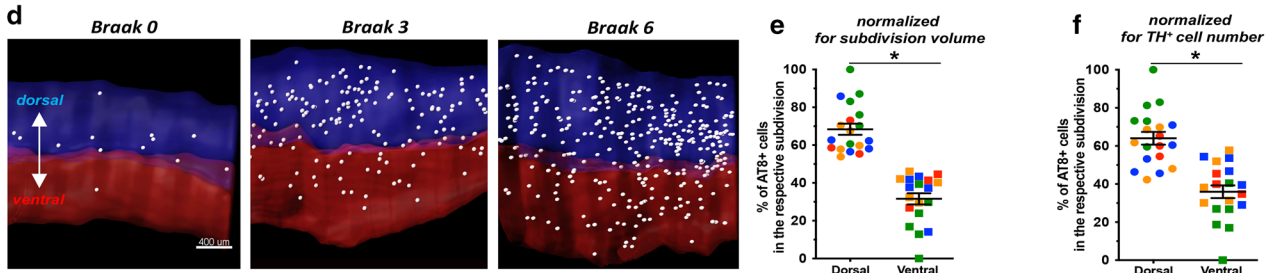 d
Braak 0
Braak 3
Braak 6
dorsal
ventral
400 um
e
normalized
for subdivision volume
*
% of AT8+ cells
in the respective subdivision
100
80
60
40
20
0
Dorsal
Ventral
f
normalized
for TH⁺ cell number
*
% of AT8+ cells
in the respective subdivision
100
80
60
40
20
0
Dorsal
Ventral